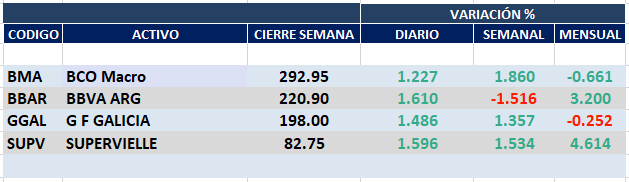 VARIACIÓN %
CODIGO ACTIVO CIERRE SEMANA DIARIO SEMANAL MENSUAL
BMA BCO Macro 292.95 1.227 1.860 -0.661
BBAR BBVA ARG 220.90 1.610 -1.516 3.200
GGAL G F GALICIA 198.00 1.486 1.357 -0.252
SUPV SUPERVIELLE 82.75 1.596 1.534 4.614